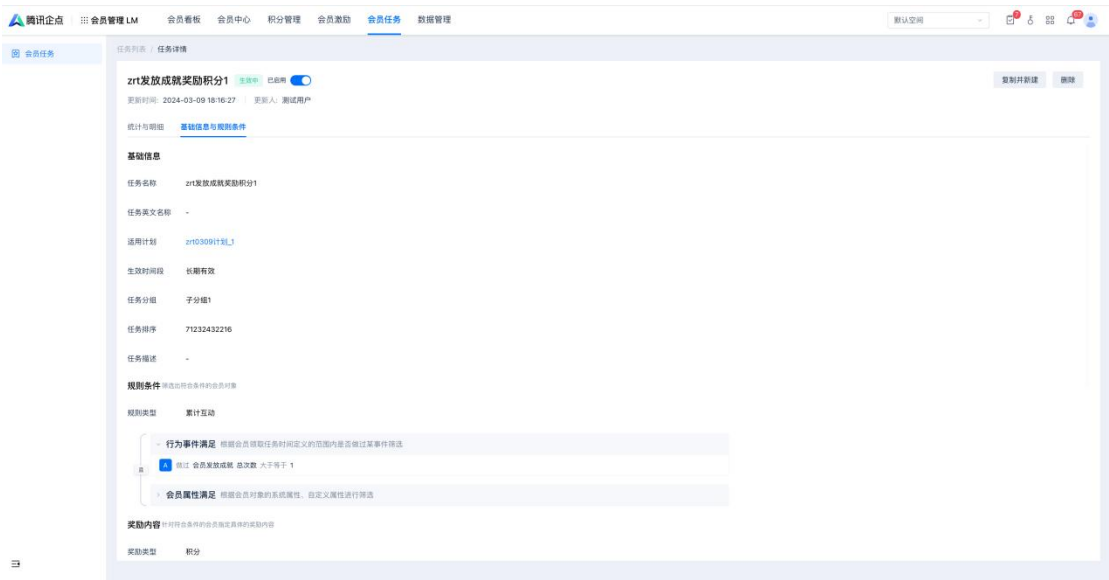 腾讯企点 会员管理 LM 会员看板 会员中心 积分管理 会员激励 会员任务 数据管理 默认空间 7 67
会员任务
任务列表 / 任务详情
zrt发放成就奖励积分1 生效中 已启用 复制并新建 删除
更新时间: 2024-03-09 18:16:27 更新人: 测试用户
统计与明细 基础信息与规则条件
基础信息
任务名称 zrt发放成就奖励积分1
任务英文名称 -
适用计划 zrt0309计划_1
生效时间段 长期有效
任务分组 子分组1
任务排序 71232432216
任务描述 -
规则条件 筛选出符合条件的会员对象
规则类型 累计互动
行为事件满足 根据会员领取任务时间定义的范围内是否做过某事件筛选
且 A 做过 会员发放成就 总次数 大于等于 1
会员属性满足 根据会员对象的系统属性、自定义属性进行筛选
奖励内容 针对符合条件的会员指定具体的奖励内容
奖励类型 积分